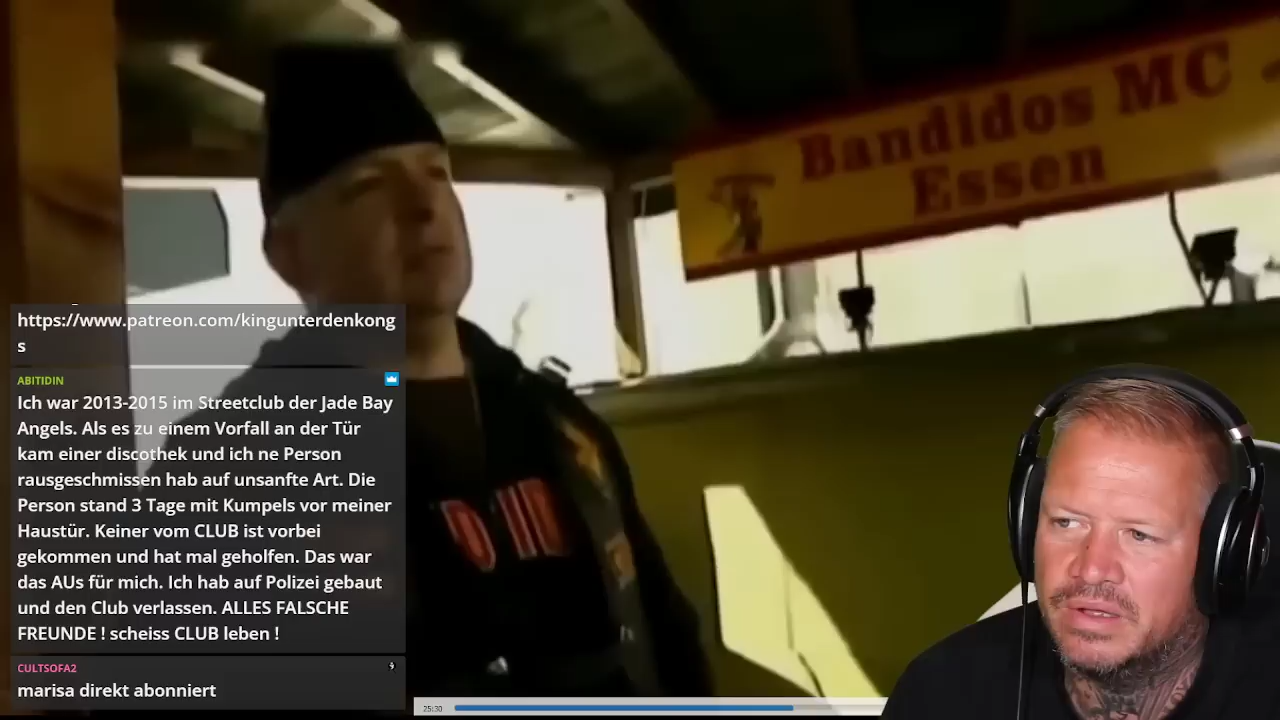 Bandidos MC
Essen
https://www.patreon.com/kingunterdenkong
s
ABITIDIN
Ich war 2013-2015 im Streetclub der Jade Bay
Angels. Als es zu einem Vorfall an der Tür
kam einer discothek und ich ne Person
rausgeschmissen hab auf unsanfte Art. Die
Person stand 3 Tage mit Kumpels vor meiner
Haustür. Keiner vom CLUB ist vorbei
gekommen und hat mal geholfen. Das war
das AUs für mich. Ich hab auf Polizei gebaut
und den Club verlassen. ALLES FALSCHE
FREUNDE ! scheiss CLUB leben !
CULTSOFA2
marisa direkt abonniert
25:30